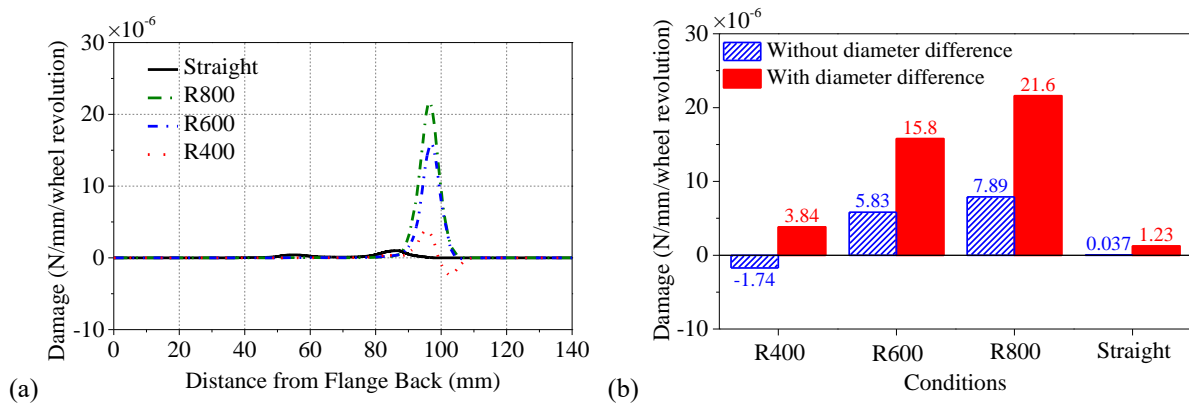 ×10⁻⁶
30
20
10
0
-10
Damage (N/mm/wheel revolution)
Straight
R800
R600
R400
0 20 40 60 80 100 120 140
Distance from Flange Back (mm)
(a)
×10⁻⁶
30
20
10
0
-10
Damage (N/mm/wheel revolution)
Without diameter difference
With diameter difference
-1.74
3.84
5.83
15.8
7.89
21.6
0.037
1.23
R400 R600 R800 Straight
Conditions
(b)